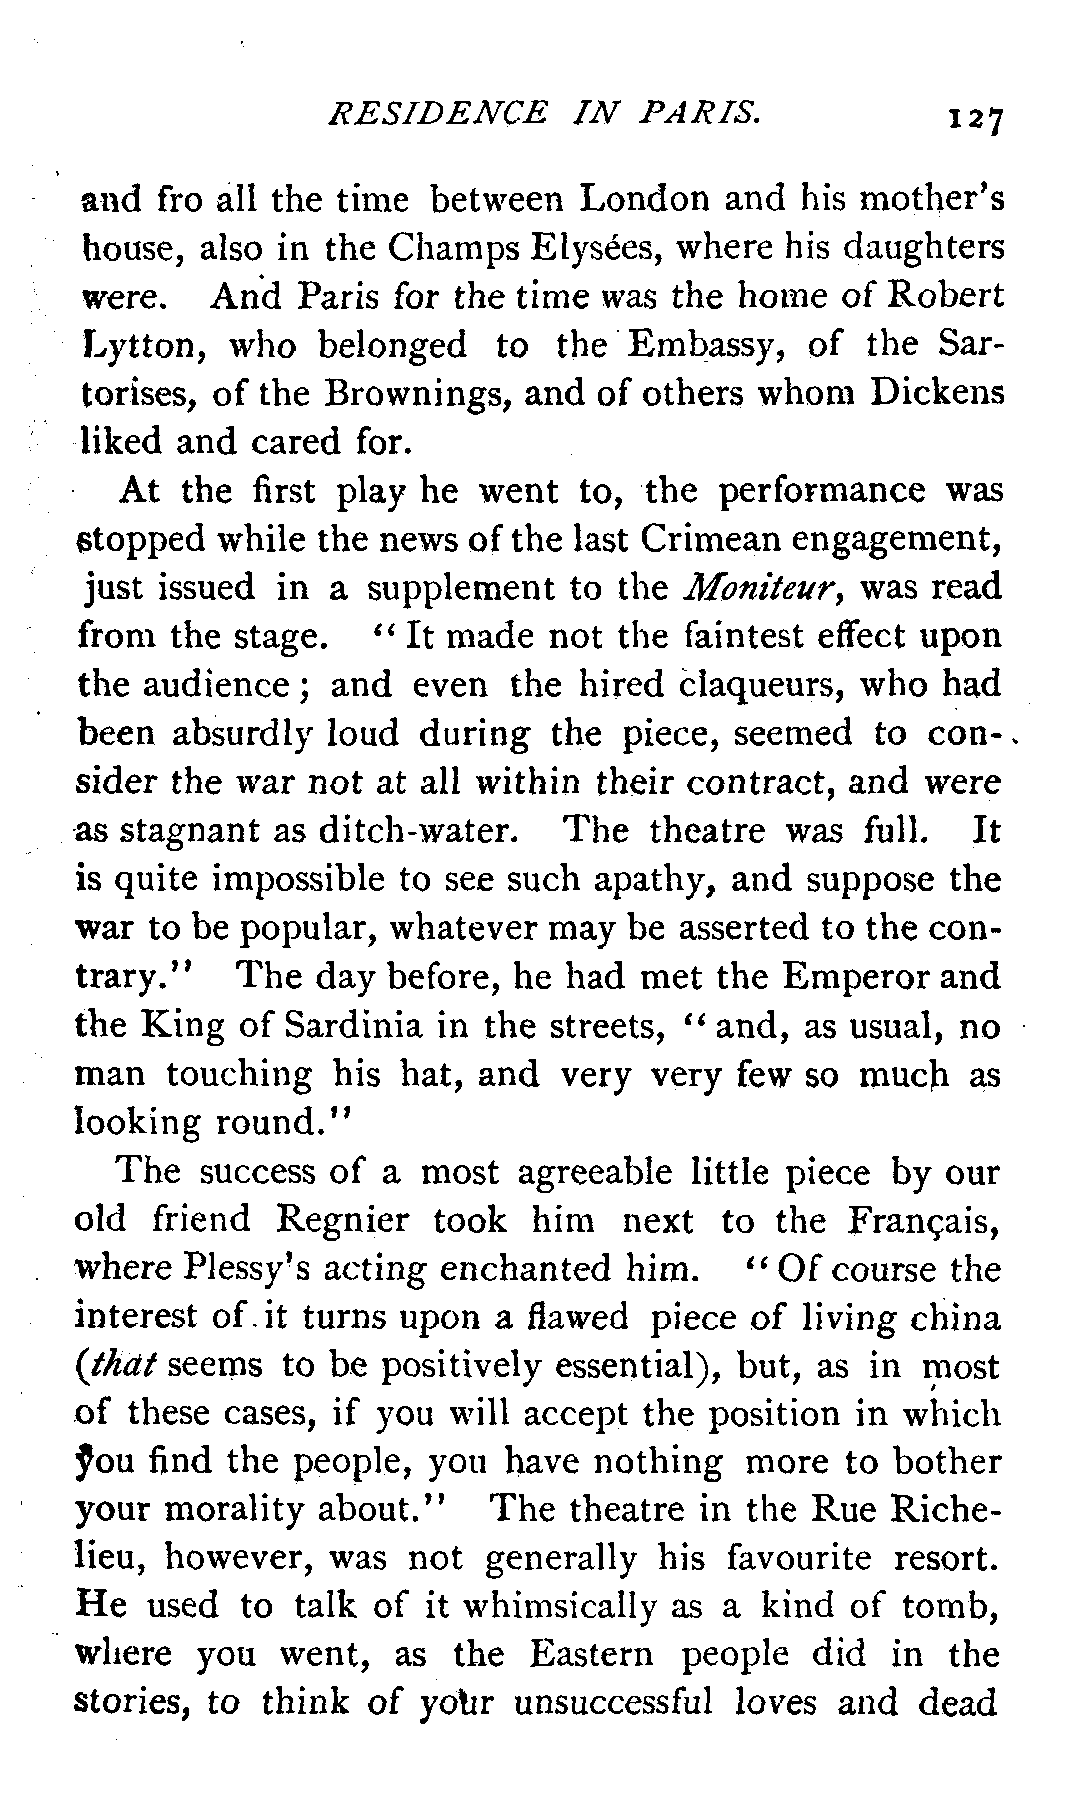 RESIDENCE IN PARIS. 127
and fro all the time between London and his mother's
house, also in the Champs Elysées, where his daughters
were. And Paris for the time was the home of Robert
Lytton, who belonged to the Embassy, of the Sar-
torises, of the Brownings, and of others whom Dickens
liked and cared for.
At the first play he went to, the performance was
stopped while the news of the last Crimean engagement,
just issued in a supplement to the Moniteur, was read
from the stage. "It made not the faintest effect upon
the audience; and even the hired claqueurs, who had
been absurdly loud during the piece, seemed to con-
sider the war not at all within their contract, and were
as stagnant as ditch-water. The theatre was full. It
is quite impossible to see such apathy, and suppose the
war to be popular, whatever may be asserted to the con-
trary." The day before, he had met the Emperor and
the King of Sardinia in the streets, "and, as usual, no
man touching his hat, and very very few so much as
looking round."
The success of a most agreeable little piece by our
old friend Regnier took him next to the Français,
where Plessy's acting enchanted him. "Of course the
interest of it turns upon a flawed piece of living china
(that seems to be positively essential), but, as in most
of these cases, if you will accept the position in which
you find the people, you have nothing more to bother
your morality about." The theatre in the Rue Riche-
lieu, however, was not generally his favourite resort.
He used to talk of it whimsically as a kind of tomb,
where you went, as the Eastern people did in the
stories, to think of your unsuccessful loves and dead